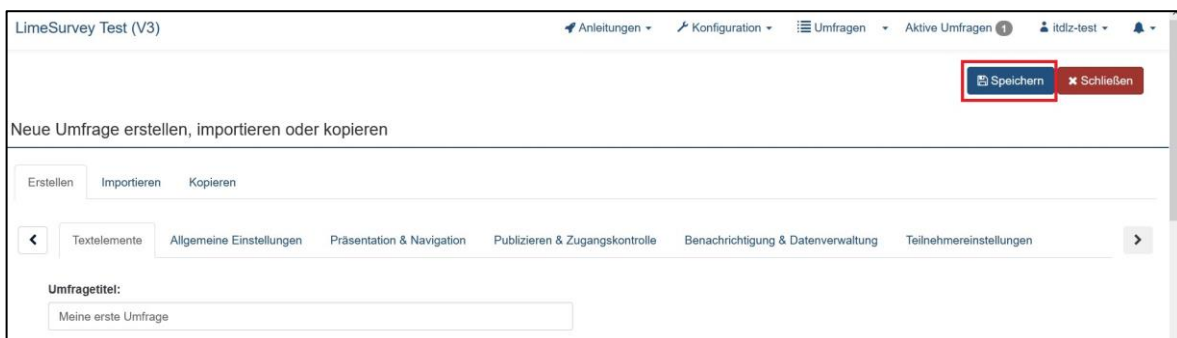 LimeSurvey Test (V3) Anleitungen Konfiguration Umfragen Aktive Umfragen 1 itdlz-test
Speichern Schließen
Neue Umfrage erstellen, importieren oder kopieren
Erstellen Importieren Kopieren
Textelemente Allgemeine Einstellungen Präsentation & Navigation Publizieren & Zugangskontrolle Benachrichtigung & Datenverwaltung Teilnehmereinstellungen
Umfragetitel:
Meine erste Umfrage